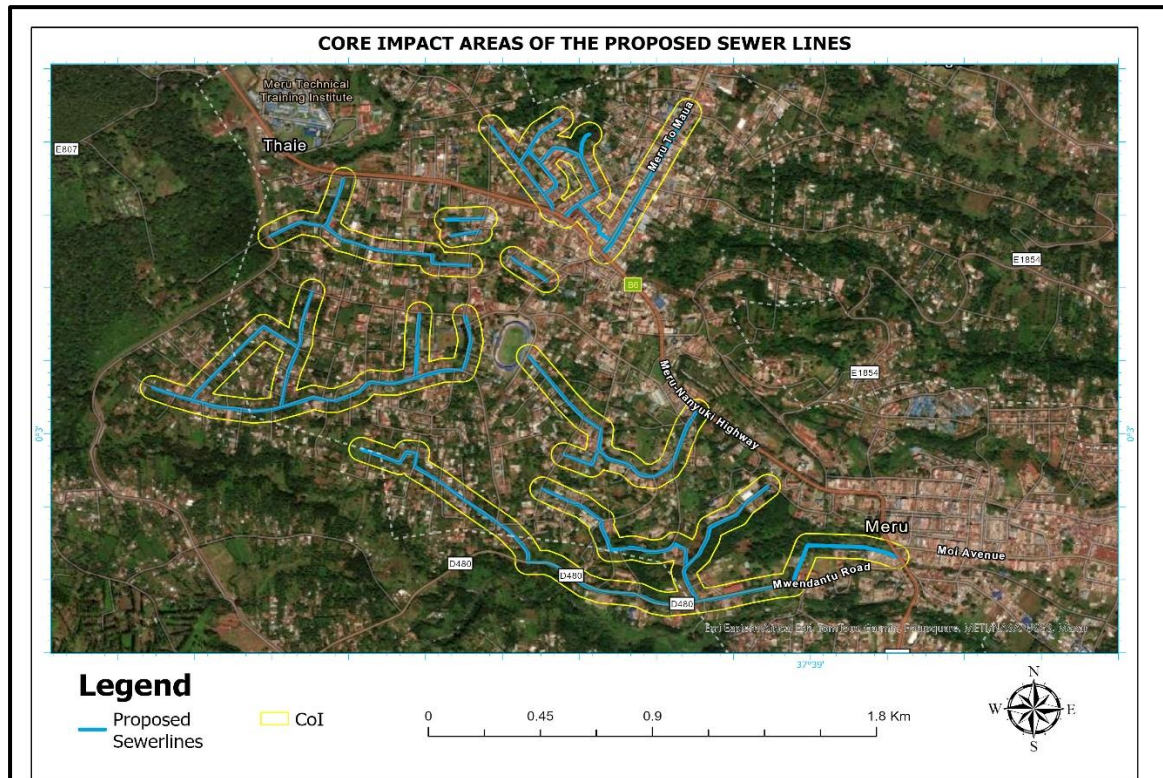 CORE IMPACT AREAS OF THE PROPOSED SEWER LINES
Meru Technical
Training Institute
Thaie
E807
Meru To Maua
E1854
B6
E1854
Meru-Nanyuki Highway
0°3'
0°3'
Meru
Moi Avenue
D480
D480
Mwendantu Road
D480
37°39'
Legend
Proposed
Sewerlines
CoI
0 0.45 0.9 1.8 Km
N
W E
S